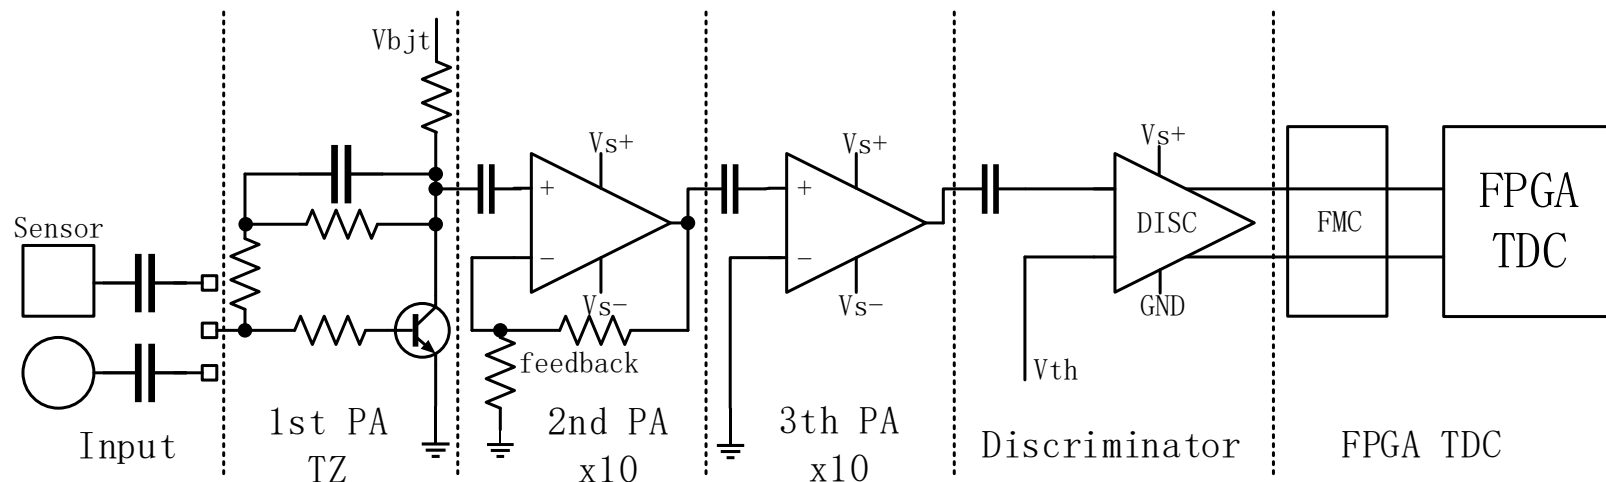 Vbjt
Sensor
Input
1st PA
TZ
+
−
Vs+
Vs−
feedback
2nd PA
x10
+
−
Vs+
Vs−
3th PA
x10
Vs+
DISC
GND
Vth
Discriminator
FMC
FPGA
TDC
FPGA TDC